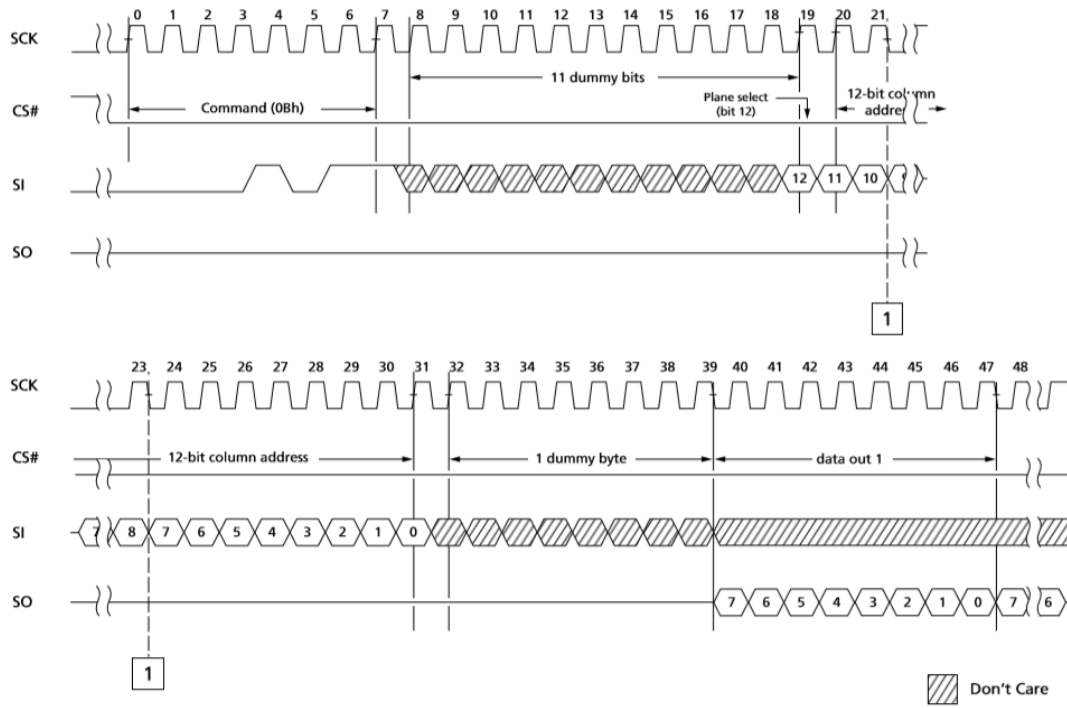 0 1 2 3 4 5 6 7 8 9 10 11 12 13 14 15 16 17 18 19 20 21
SCK
11 dummy bits
Command (0Bh)
Plane select
(bit 12)
12-bit column
CS#
SI
12 11 10
SO
1
23 24 25 26 27 28 29 30 31 32 33 34 35 36 37 38 39 40 41 42 43 44 45 46 47 48
SCK
CS#
12-bit column address
1 dummy byte
data out 1
SI
7 8 7 6 5 4 3 2 1 0
SO
7 6 5 4 3 2 1 0 7 6
1
Don't Care